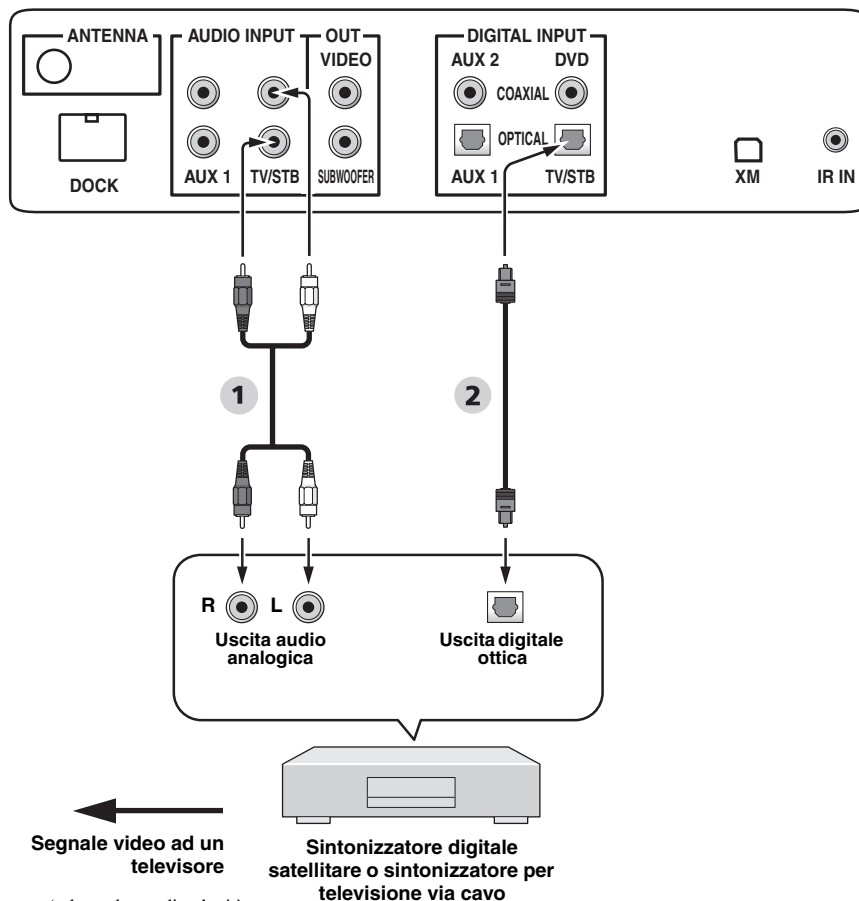 ANTENNA
AUDIO INPUT
OUT
DIGITAL INPUT
VIDEO
AUX 2
DVD
COAXIAL
OPTICAL
DOCK
AUX 1
TV/STB
SUBWOOFER
AUX 1
TV/STB
XM
IR IN
1
2
R
L
Uscita audio
analogica
Uscita digitale
ottica
Segnale video ad un
televisore
Sintonizzatore digitale
satellitare o sintonizzatore per
televisione via cavo